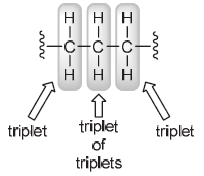 H H H
C C C
H H H
triplet triplet triplet
of
triplets